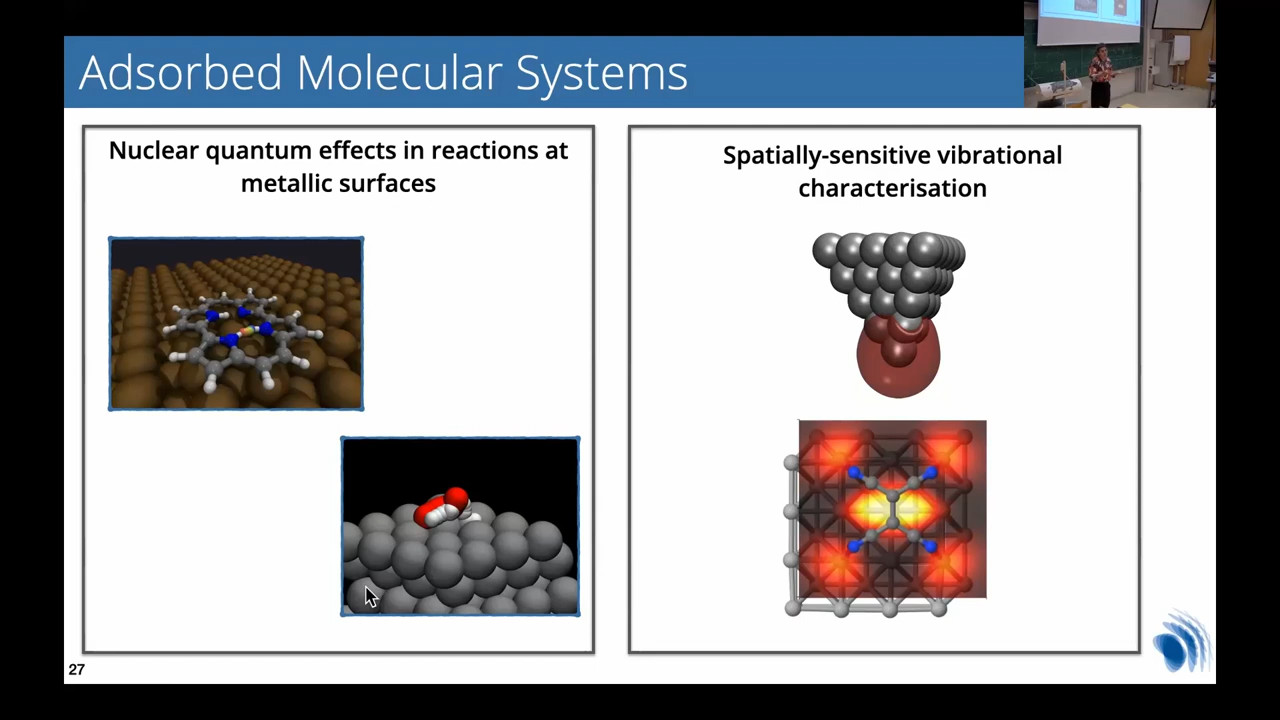 Adsorbed Molecular Systems
Nuclear quantum effects in reactions at
metallic surfaces
Spatially-sensitive vibrational
characterisation
27